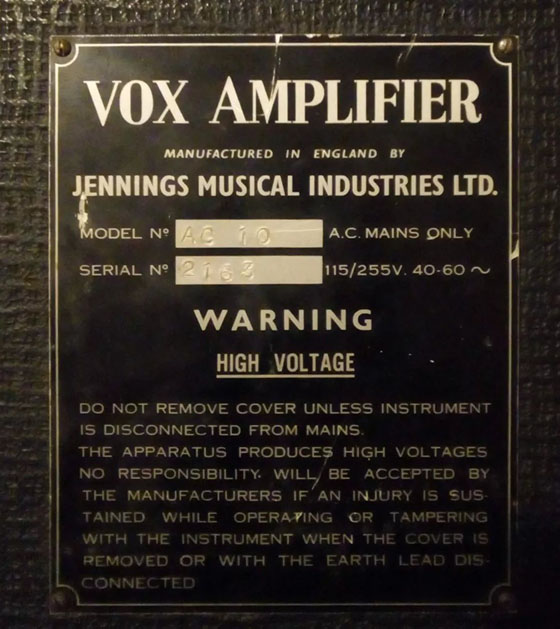 VOX AMPLIFIER
MANUFACTURED IN ENGLAND BY
JENNINGS MUSICAL INDUSTRIES LTD.
MODEL Nº AC 10 A.C. MAINS ONLY
SERIAL Nº 2163 115/255V. 40-60 ~
WARNING
HIGH VOLTAGE
DO NOT REMOVE COVER UNLESS INSTRUMENT
IS DISCONNECTED FROM MAINS.
THE APPARATUS PRODUCES HIGH VOLTAGES
NO RESPONSIBILITY. WILL BE ACCEPTED BY
THE MANUFACTURERS IF AN INJURY IS SUS-
TAINED WHILE OPERATING OR TAMPERING
WITH THE INSTRUMENT WHEN THE COVER IS
REMOVED OR WITH THE EARTH LEAD DIS-
CONNECTED